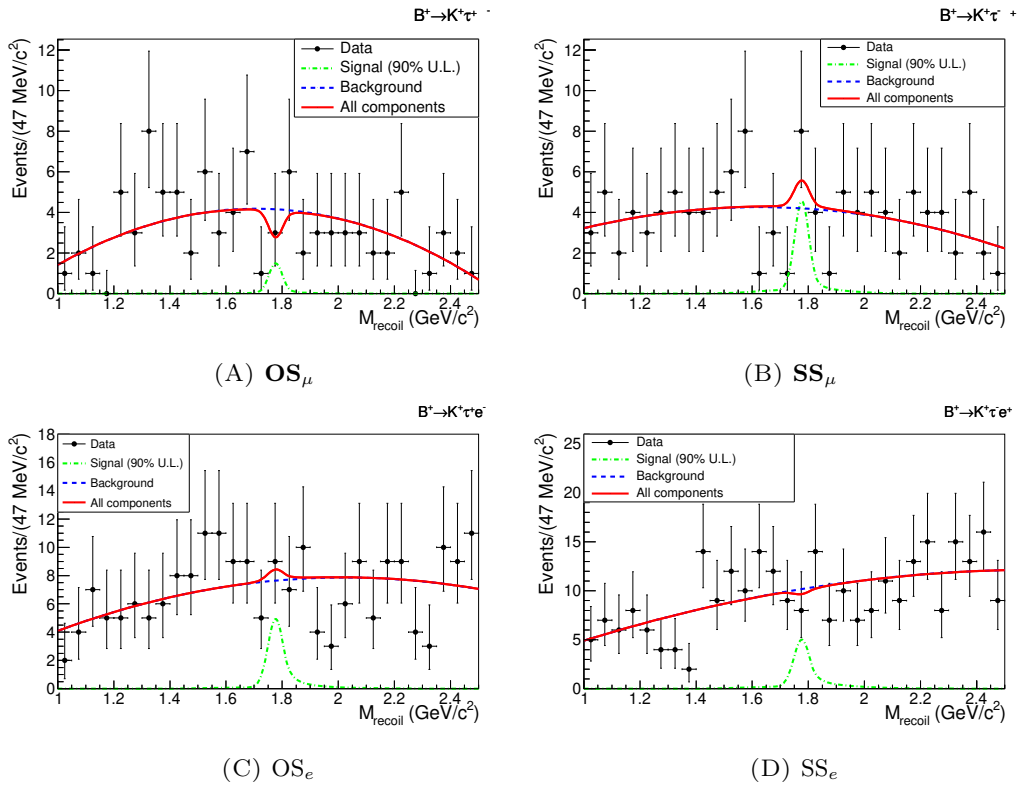 B⁺→K⁺τ⁺ ⁻
Events/(47 MeV/c²)
12
10
8
6
4
2
0
Data
Signal (90% U.L.)
Background
All components
1 1.2 1.4 1.6 1.8 2 2.2 2.4
M_recoil (GeV/c²)
(A) OS_μ
B⁺→K⁺τ⁻ ⁺
Events/(47 MeV/c²)
12
10
8
6
4
2
0
Data
Signal (90% U.L.)
Background
All components
1 1.2 1.4 1.6 1.8 2 2.2 2.4
M_recoil (GeV/c²)
(B) SS_μ
B⁺→K⁺τ⁺e⁻
Events/(47 MeV/c²)
18
16
14
12
10
8
6
4
2
0
Data
Signal (90% U.L.)
Background
All components
1 1.2 1.4 1.6 1.8 2 2.2 2.4
M_recoil (GeV/c²)
(C) OS_e
B⁺→K⁺τ⁻e⁺
Events/(47 MeV/c²)
25
20
15
10
5
0
Data
Signal (90% U.L.)
Background
All components
1 1.2 1.4 1.6 1.8 2 2.2 2.4
M_recoil (GeV/c²)
(D) SS_e